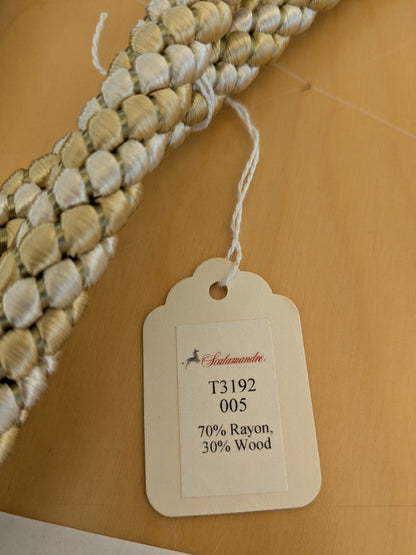 Scalamandré
T3192
005
70% Rayon,
30% Wood